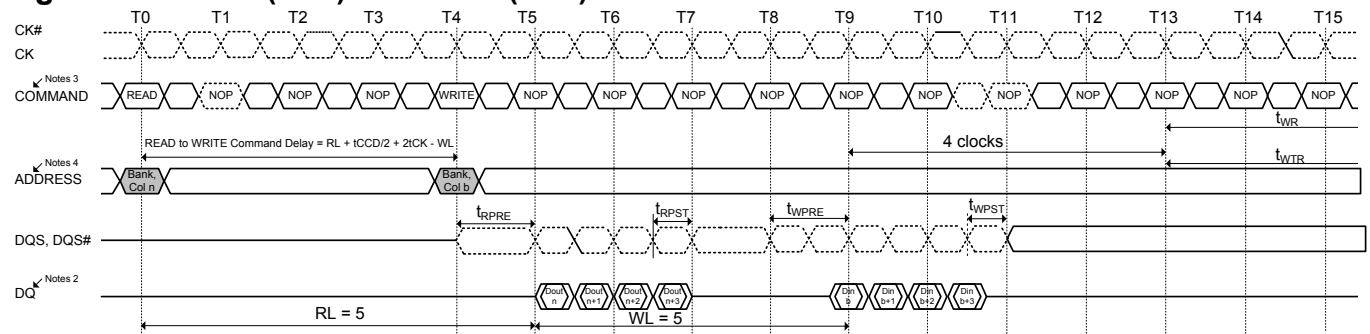 T0 T1 T2 T3 T4 T5 T6 T7 T8 T9 T10 T11 T12 T13 T14 T15
CK#
CK
Notes 3
COMMAND READ NOP NOP NOP WRITE NOP NOP NOP NOP NOP NOP NOP NOP NOP NOP NOP
tWR
READ to WRITE Command Delay = RL + tCCD/2 + 2tCK - WL
4 clocks
tWTR
Notes 4
ADDRESS
Bank, Col n
Bank, Col b
tRPRE tRPST tWPRE tWPST
DQS, DQS#
Notes 2
DQ
Dout n
Dout n+1
Dout n+2
Dout n+3
Din b
Din b+1
Din b+2
Din b+3
RL = 5
WL = 5